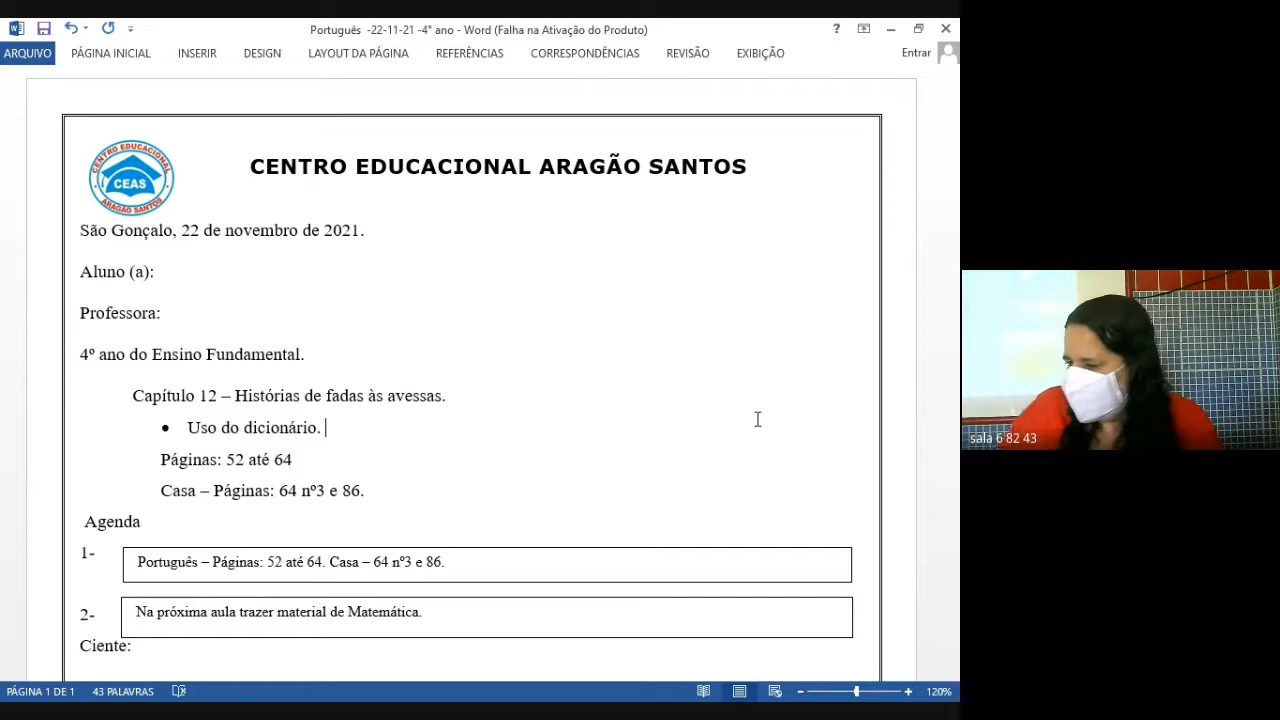 Português -22-11-21 -4° ano - Word (Falha na Ativação do Produto)
?
ARQUIVO PÁGINA INICIAL INSERIR DESIGN LAYOUT DA PÁGINA REFERÊNCIAS CORRESPONDÊNCIAS REVISÃO EXIBIÇÃO Entrar
CENTRO EDUCACIONAL
CEAS
ARAGÃO SANTOS
CENTRO EDUCACIONAL ARAGÃO SANTOS
São Gonçalo, 22 de novembro de 2021.
Aluno (a):
Professora:
4º ano do Ensino Fundamental.
Capítulo 12 – Histórias de fadas às avessas.
• Uso do dicionário.
Páginas: 52 até 64
Casa – Páginas: 64 nº3 e 86.
Agenda
1- Português – Páginas: 52 até 64. Casa – 64 nº3 e 86.
2- Na próxima aula trazer material de Matemática.
Ciente:
PÁGINA 1 DE 1 43 PALAVRAS 120%
sala 6 82 43